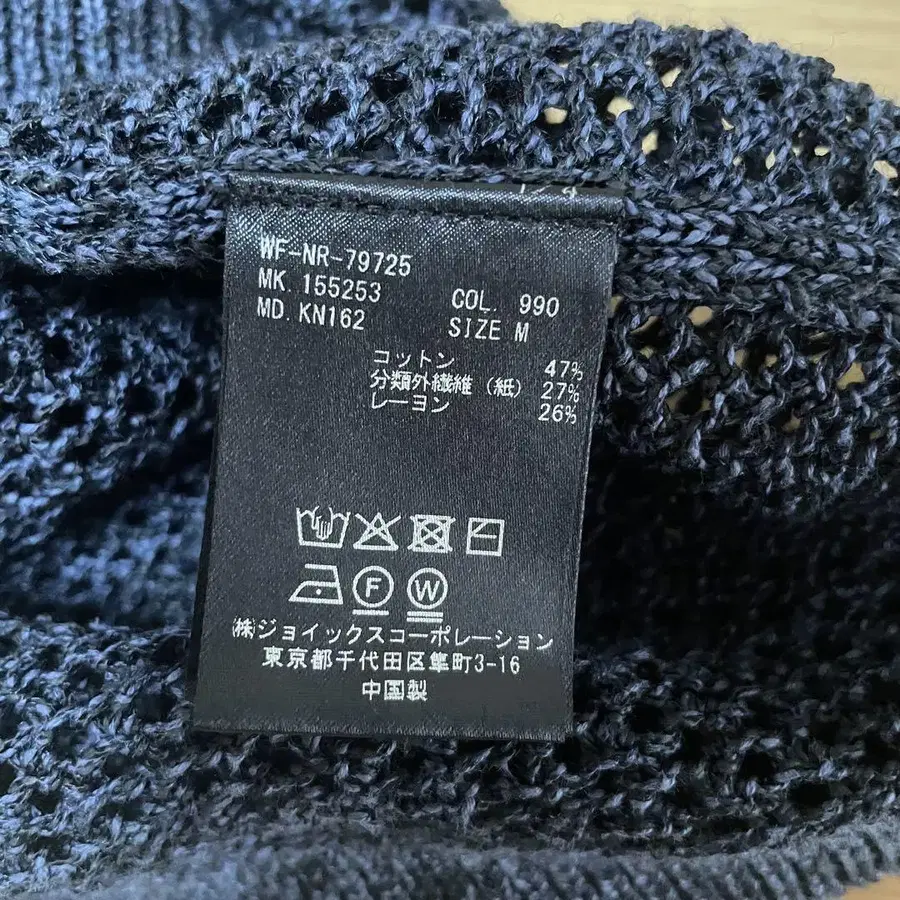 WF-NR-79725
MK. 155253 COL. 990
MD. KN162 SIZE M
コットン 47%
分類外繊維（紙） 27%
レーヨン 26%
F W
㈱ジョイックスコーポレーション
東京都千代田区隼町3-16
中国製